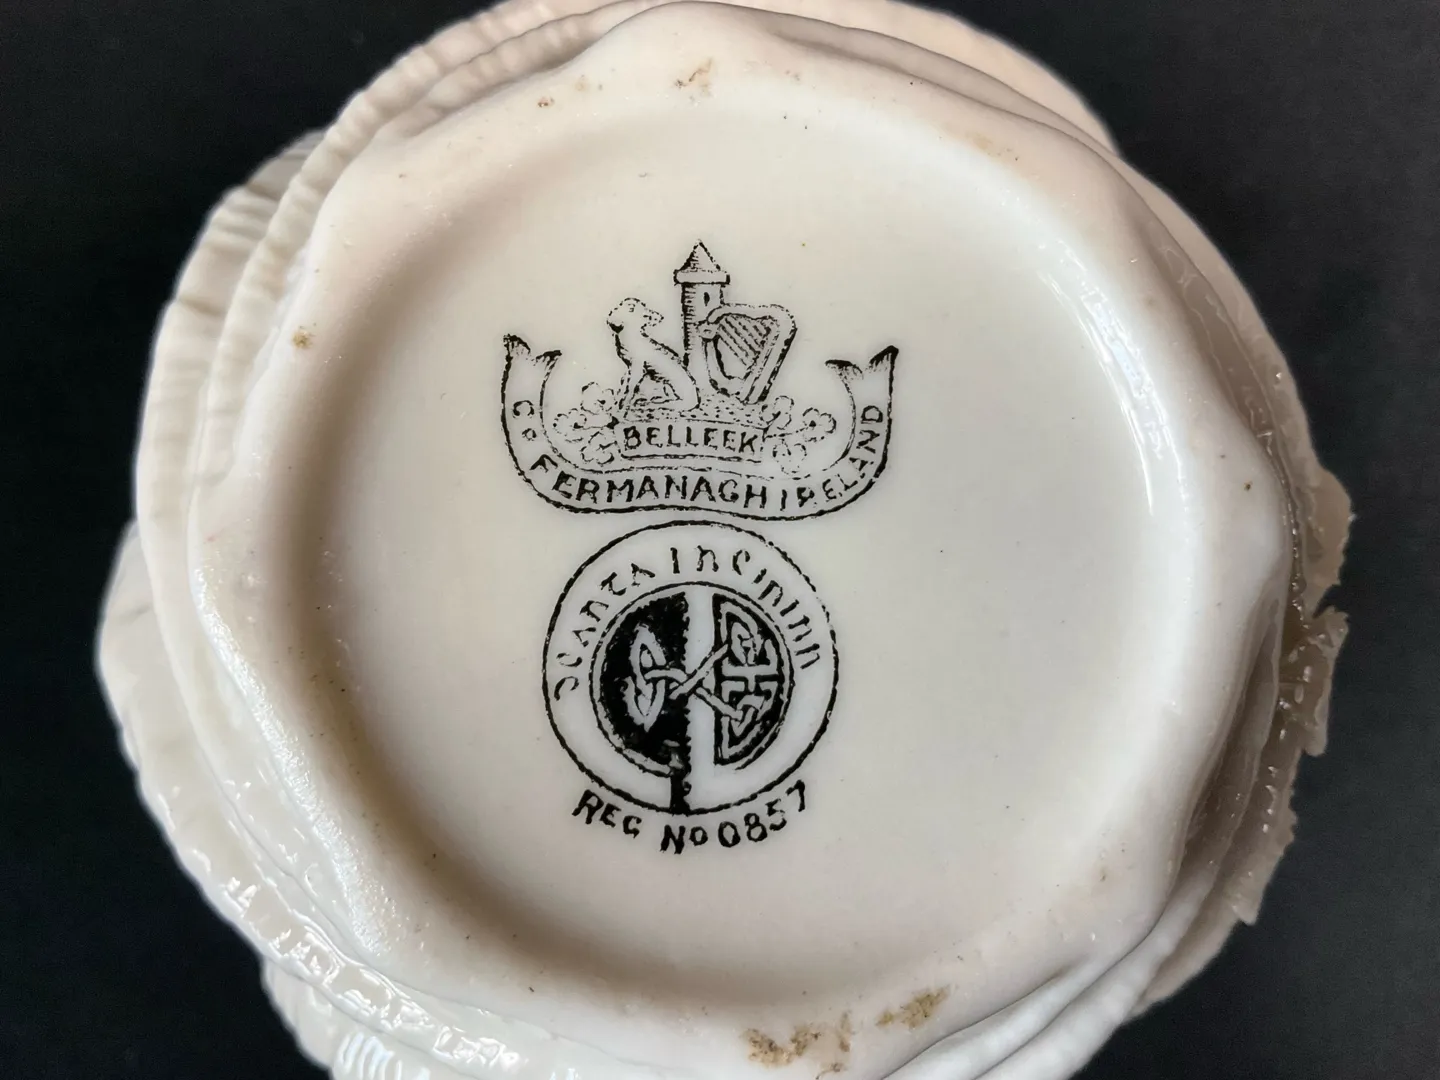 BELLEEK
Co FERMANAGH IRELAND
DEANTA IN EIRINN
REG No 0857